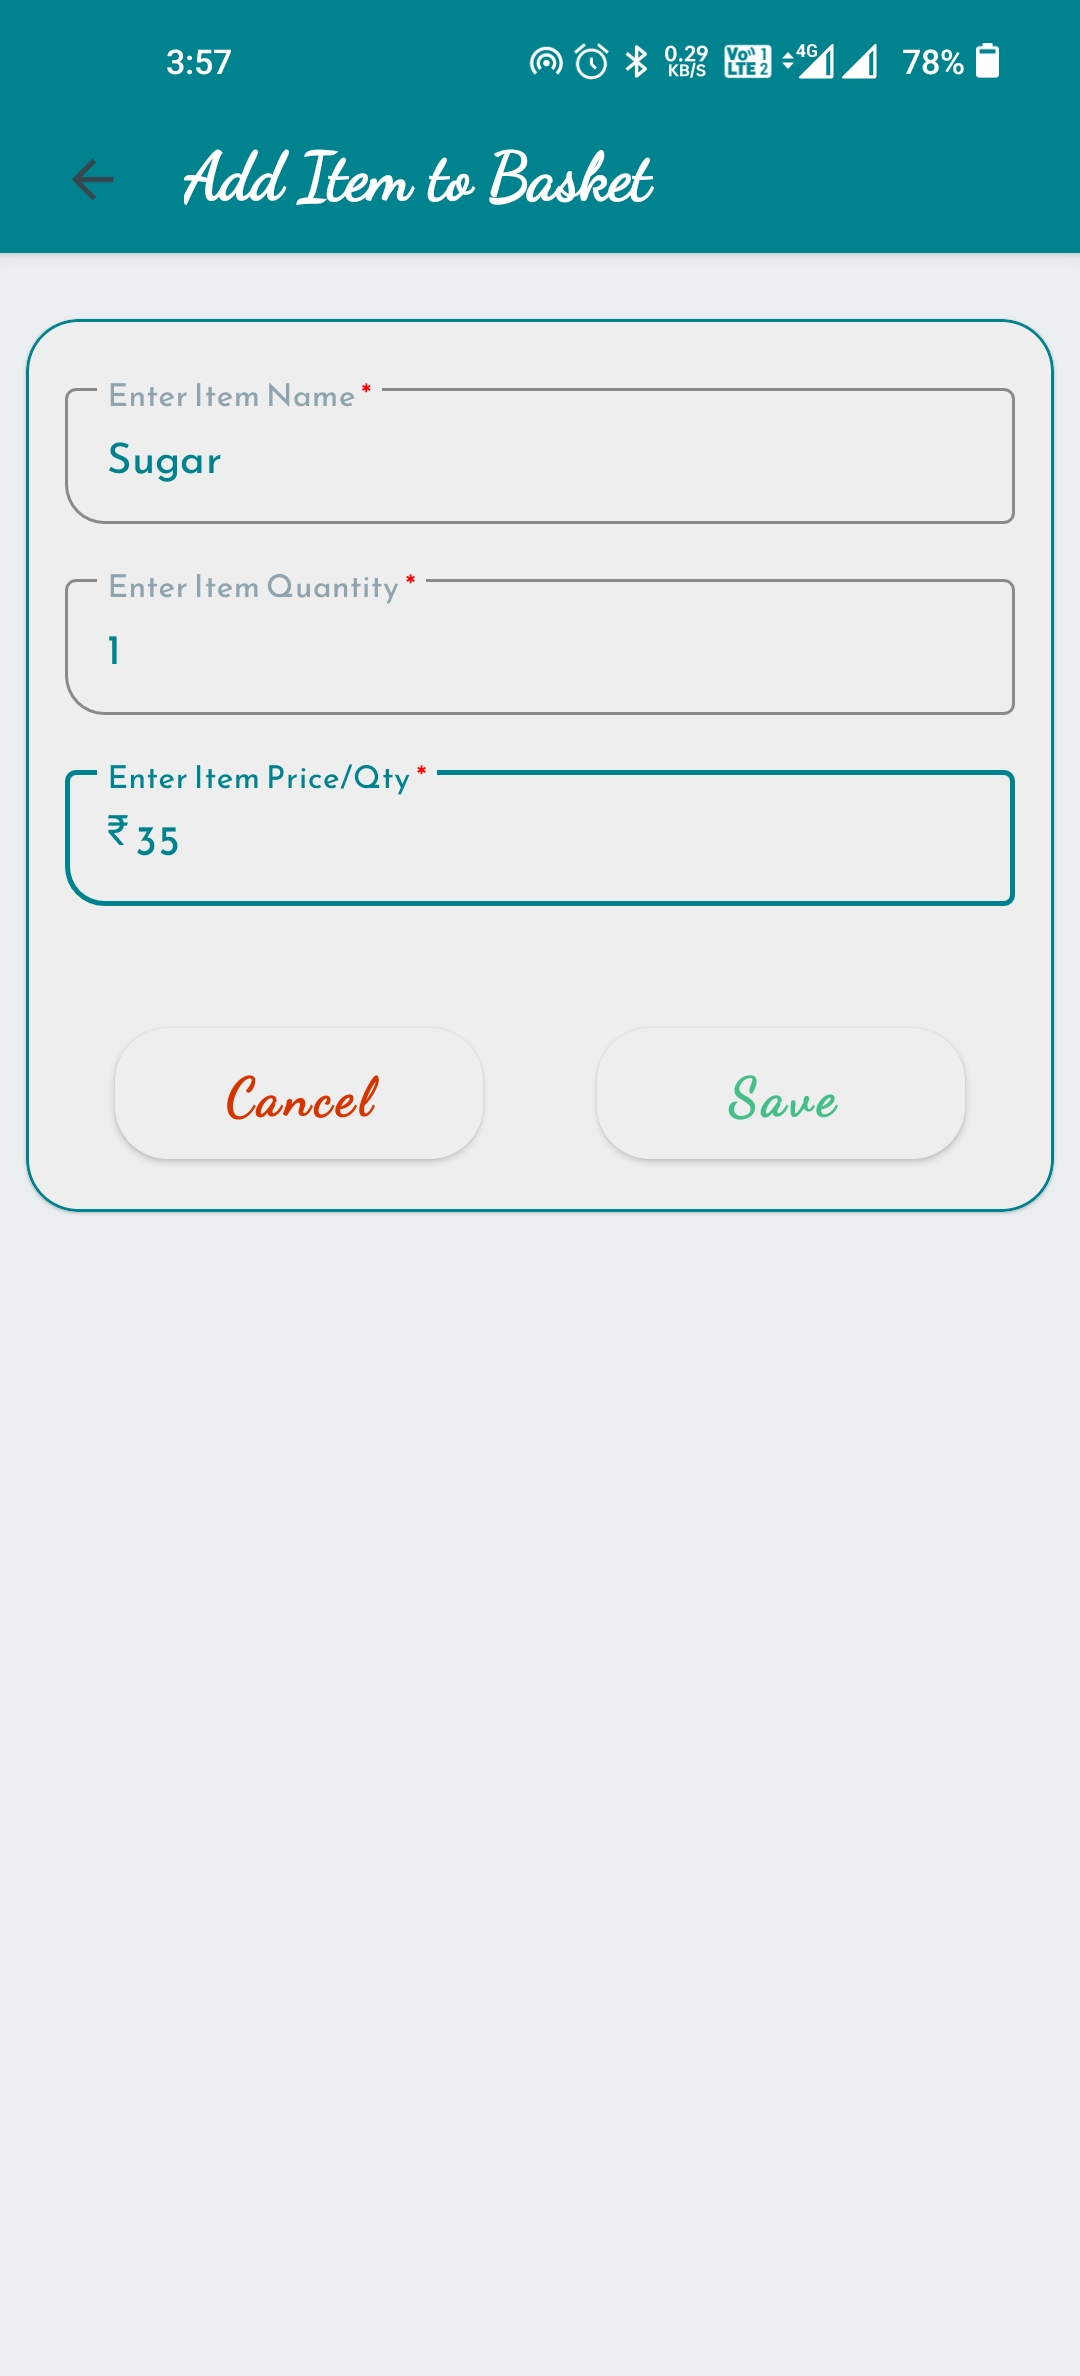 3:57 0.29 KB/S Vo 1 LTE 2 4G 78%
Add Item to Basket
Enter Item Name *
Sugar
Enter Item Quantity *
1
Enter Item Price/Qty *
₹ 35
Cancel Save